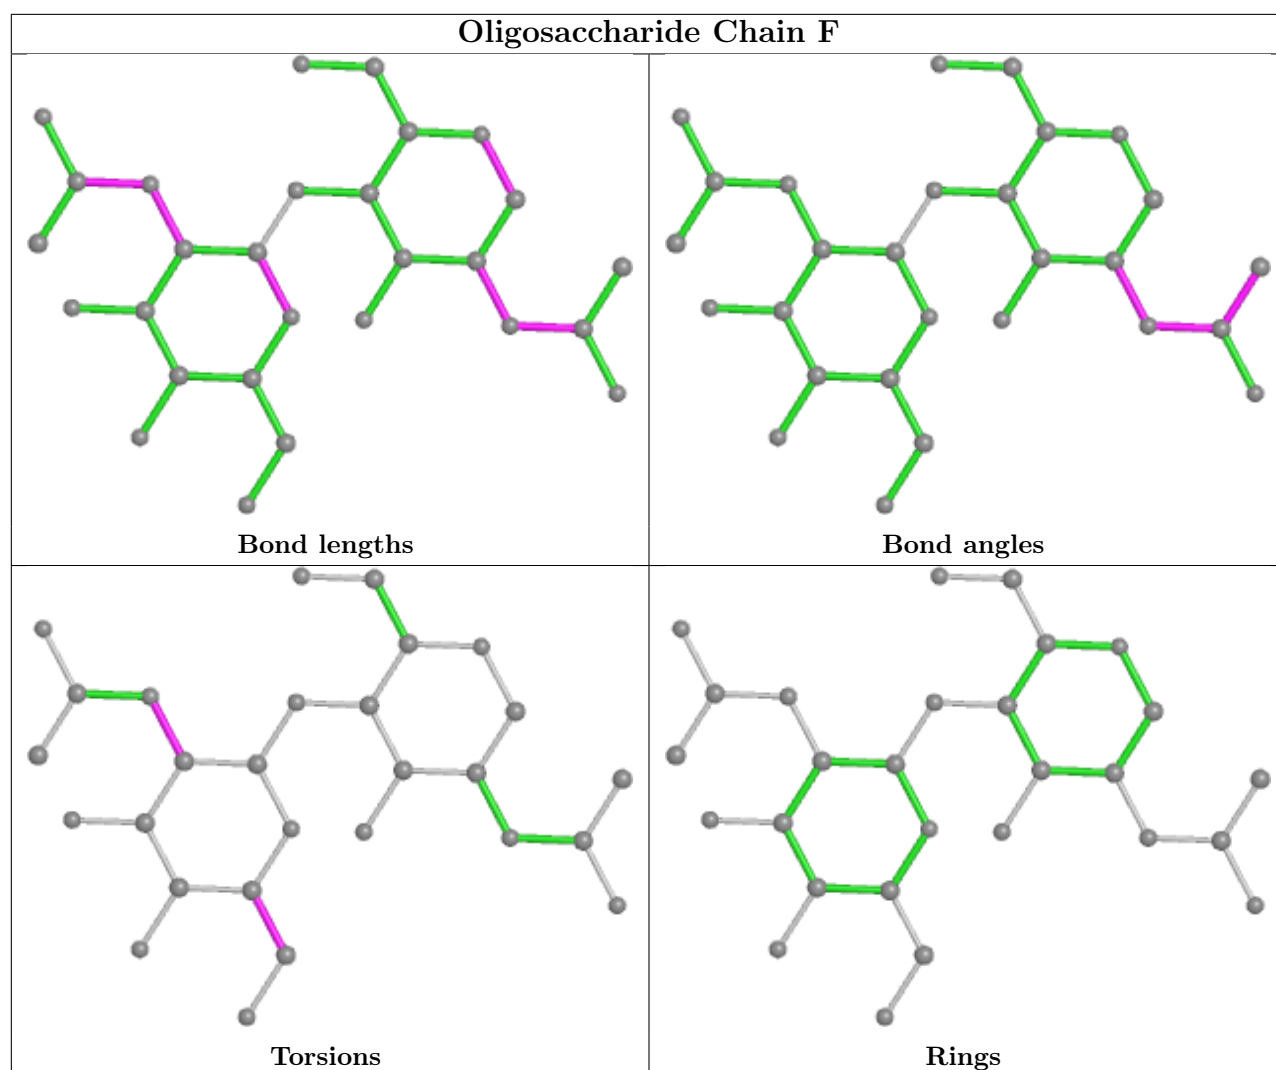 Oligosaccharide Chain F
Bond lengths
Bond angles
Torsions
Rings